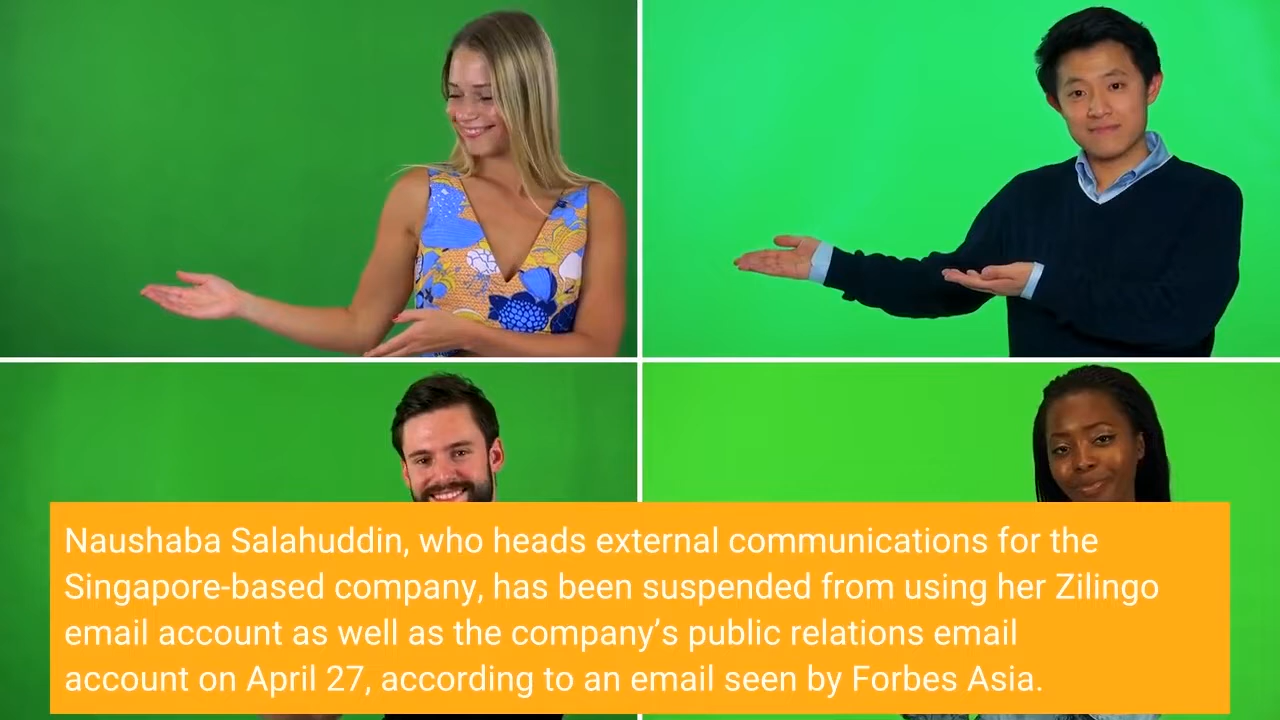 Naushaba Salahuddin, who heads external communications for the
Singapore-based company, has been suspended from using her Zilingo
email account as well as the company’s public relations email
account on April 27, according to an email seen by Forbes Asia.